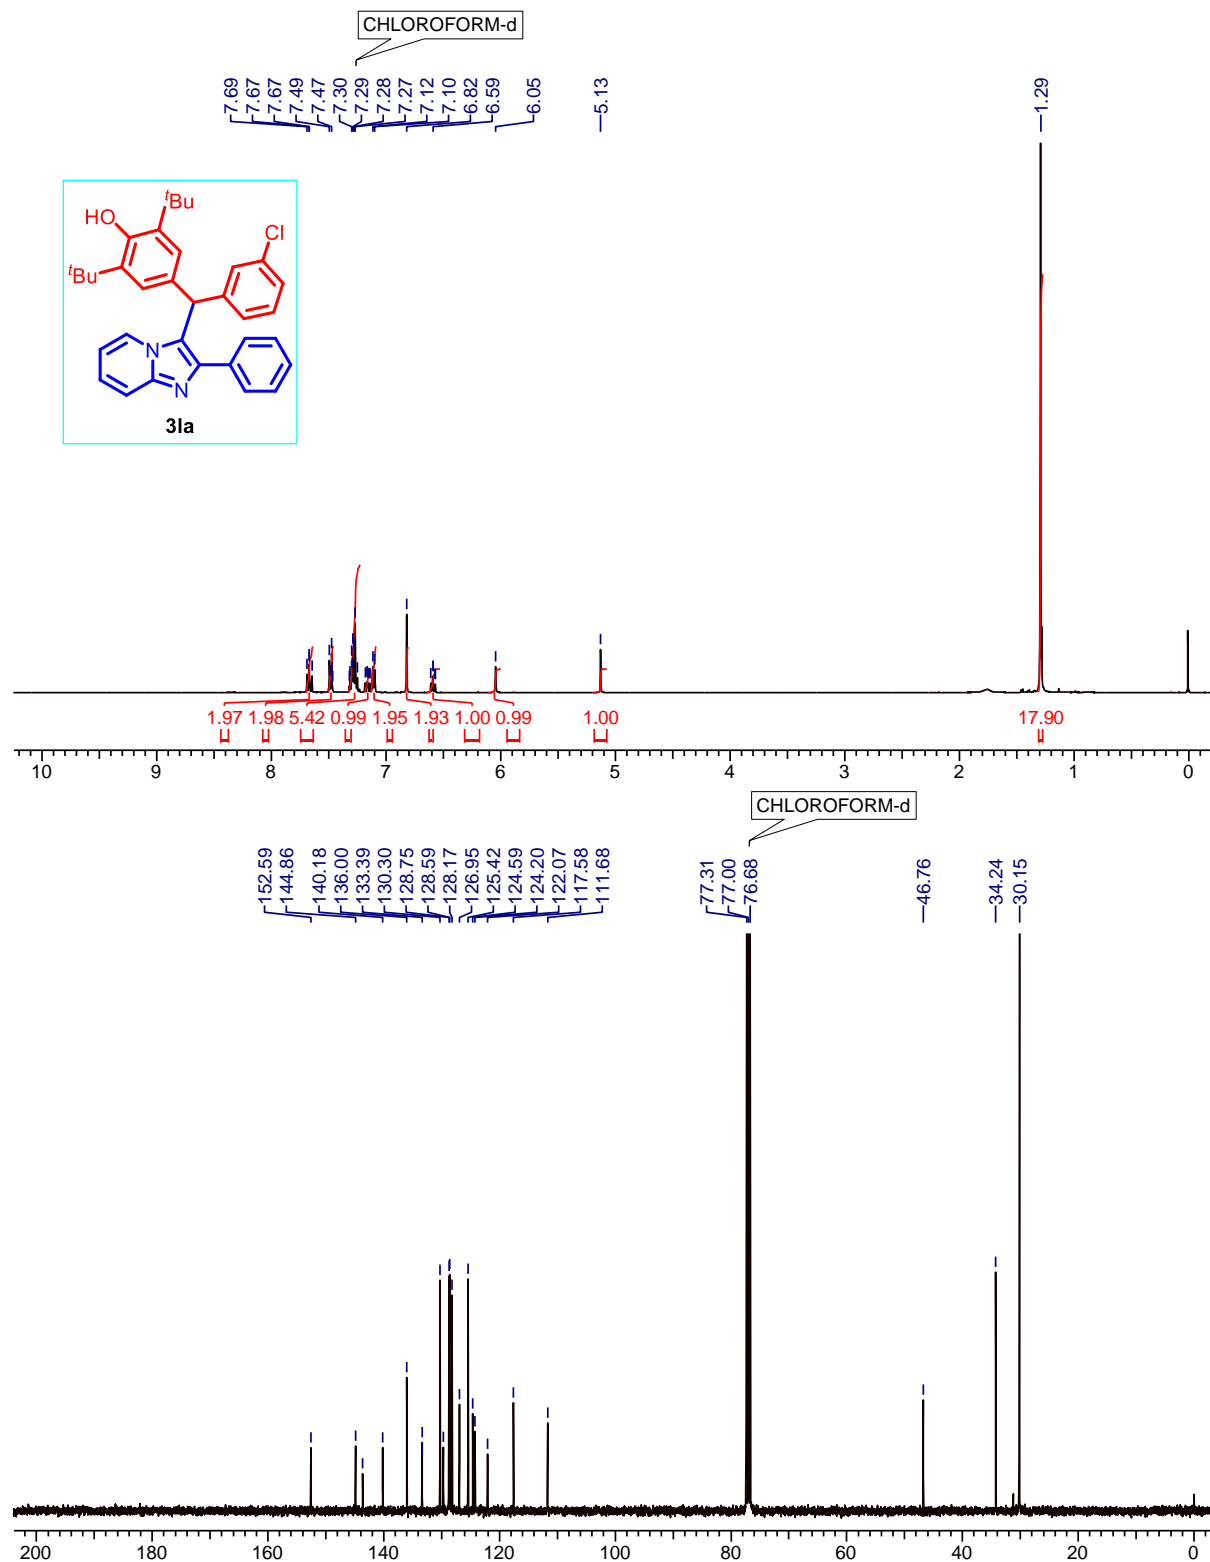 CHLOROFORM-d
7.69 7.67 7.67 7.49 7.47 7.30 7.29 7.28 7.27 7.12 7.10 6.82 6.59 6.05 5.13 1.29
tBu
HO
Cl
tBu
N
N
3la
1.97 1.98 5.42 0.99 1.95 1.93 1.00 0.99 1.00 17.90
10 9 8 7 6 5 4 3 2 1 0
CHLOROFORM-d
152.59 144.86 140.18 136.00 133.39 130.30 128.75 128.59 128.17 126.95 125.42 124.59 124.20 122.07 117.58 111.68 77.31 77.00 76.68 46.76 34.24 30.15
200 180 160 140 120 100 80 60 40 20 0